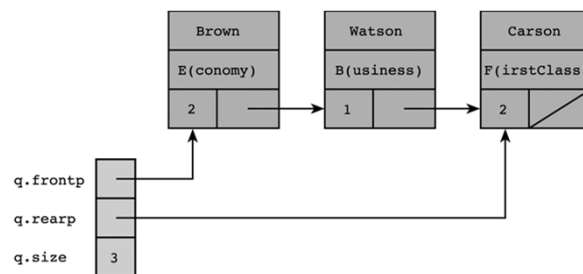 Brown
E(conomy)
2
Watson
B(usiness)
1
Carson
F(irstClass
2
q.frontp
q.rearp
q.size 3